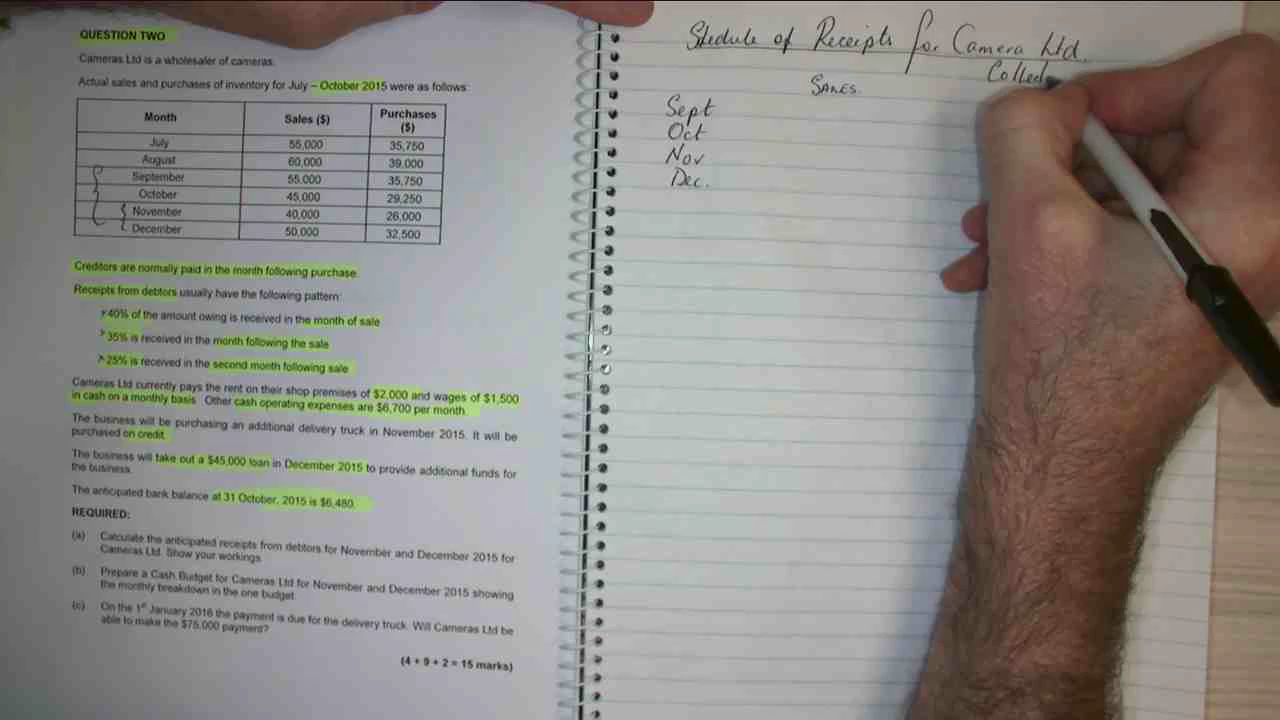 QUESTION TWO
Cameras Ltd is a wholesaler of cameras.
Actual sales and purchases of inventory for July – October 2015 were as follows:
Month Sales ($) Purchases ($)
July 55,000 35,750
August 60,000 39,000
September 55,000 35,750
October 45,000 29,250
November 40,000 26,000
December 50,000 32,500
Creditors are normally paid in the month following purchase.
Receipts from debtors usually have the following pattern:
40% of the amount owing is received in the month of sale
35% is received in the month following the sale
25% is received in the second month following sale
Cameras Ltd currently pays the rent on their shop premises of $2,000 and wages of $1,500
in cash on a monthly basis. Other cash operating expenses are $6,700 per month.
The business will be purchasing an additional delivery truck in November 2015. It will be
purchased on credit.
The business will take out a $45,000 loan in December 2015 to provide additional funds for
the business.
The anticipated bank balance at 31 October, 2015 is $6,480.
REQUIRED:
(a) Calculate the anticipated receipts from debtors for November and December 2015 for
Cameras Ltd. Show your workings.
(b) Prepare a Cash Budget for Cameras Ltd for November and December 2015 showing
the monthly breakdown in the one budget.
(c) On the 1st January 2016 the payment is due for the delivery truck. Will Cameras Ltd be
able to make the $75,000 payment?
(4 + 9 + 2 = 15 marks)
Shedule of Receipts for Camera Ltd.
Collec
SALES.
Sept
Oct
Nov
Dec.